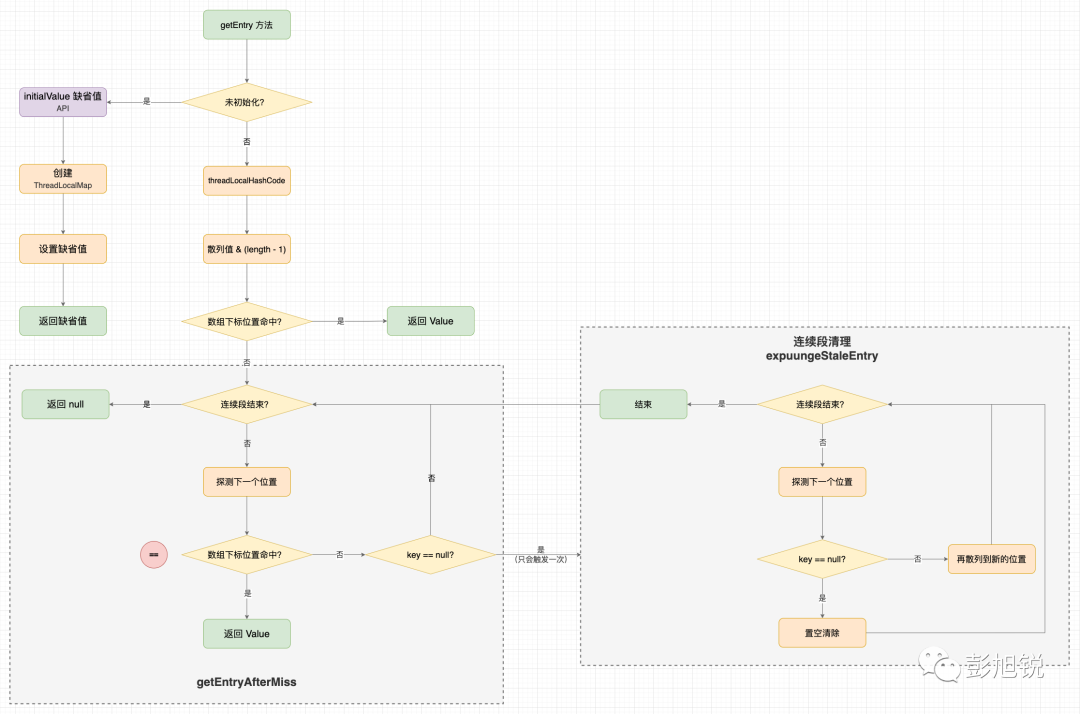 getEntry 方法
未初始化?
是
initialValue 缺省值
API
否
创建
ThreadLocalMap
threadLocalHashCode
设置缺省值
散列值 & (length - 1)
返回缺省值
数组下标位置命中?
是
返回 Value
否
连续段清理
expuungeStaleEntry
返回 null
是
连续段结束?
结束
是
连续段结束?
否
否
否
探测下一个位置
探测下一个位置
==
数组下标位置命中?
否
key == null?
是
(只会触发一次)
key == null?
否
再散列到新的位置
是
是
返回 Value
置空清除
getEntryAfterMiss
彭旭锐